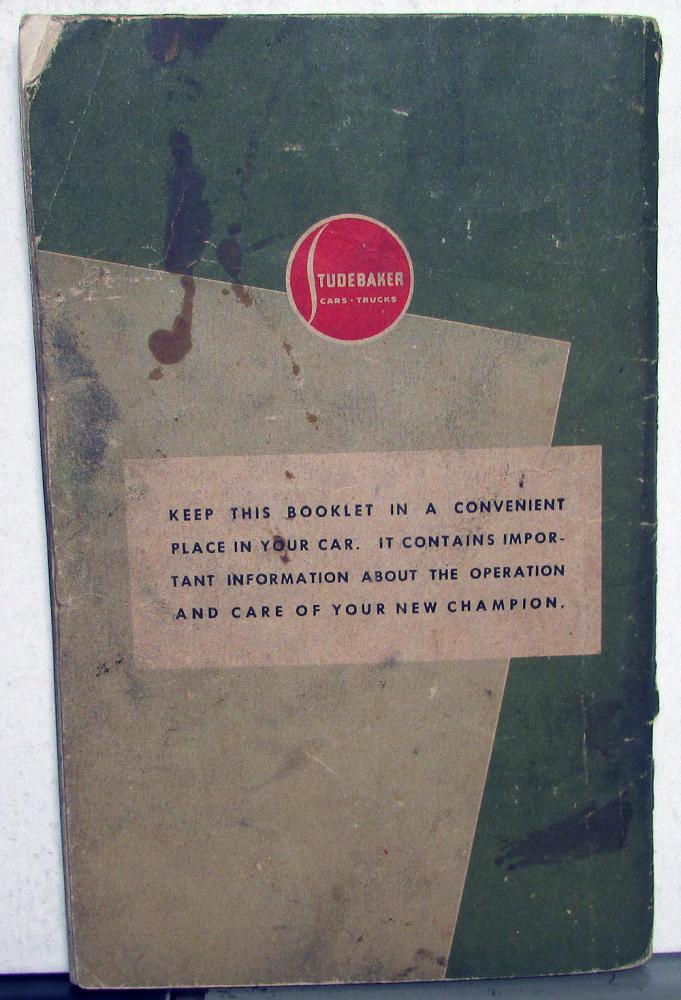 STUDEBAKER
CARS · TRUCKS
KEEP THIS BOOKLET IN A CONVENIENT
PLACE IN YOUR CAR. IT CONTAINS IMPOR-
TANT INFORMATION ABOUT THE OPERATION
AND CARE OF YOUR NEW CHAMPION.